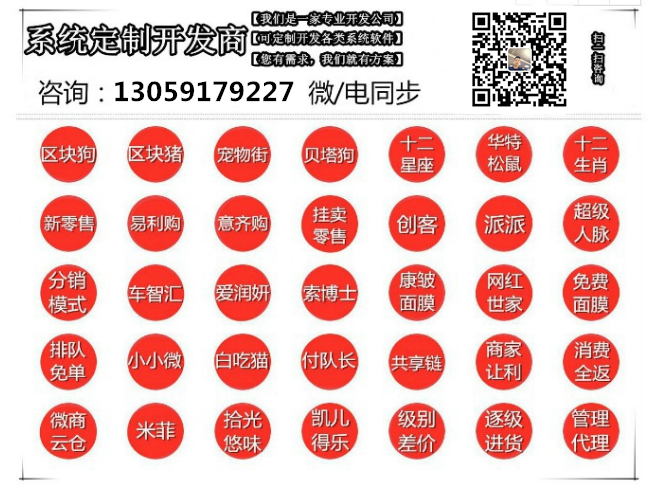 系统定制开发商
【我们是一家专业开发公司】
【可定制开发各类系统软件】
【您有需求，我们就有方案】
扫一扫咨询
咨询：13059179227 微/电同步
区块狗 区块猪 宠物街 贝塔狗 十二星座 华特松鼠 十二生肖
新零售 易利购 意齐购 挂卖零售 创客 派派 超级人脉
分销模式 车智汇 爱润妍 索博士 康皱面膜 网红世家 免费面膜
排队免单 小小微 白吃猫 付队长 共享链 商家让利 消费全返
微商云仓 米菲 拾光悠味 凯儿得乐 级别差价 逐级进货 管理代理